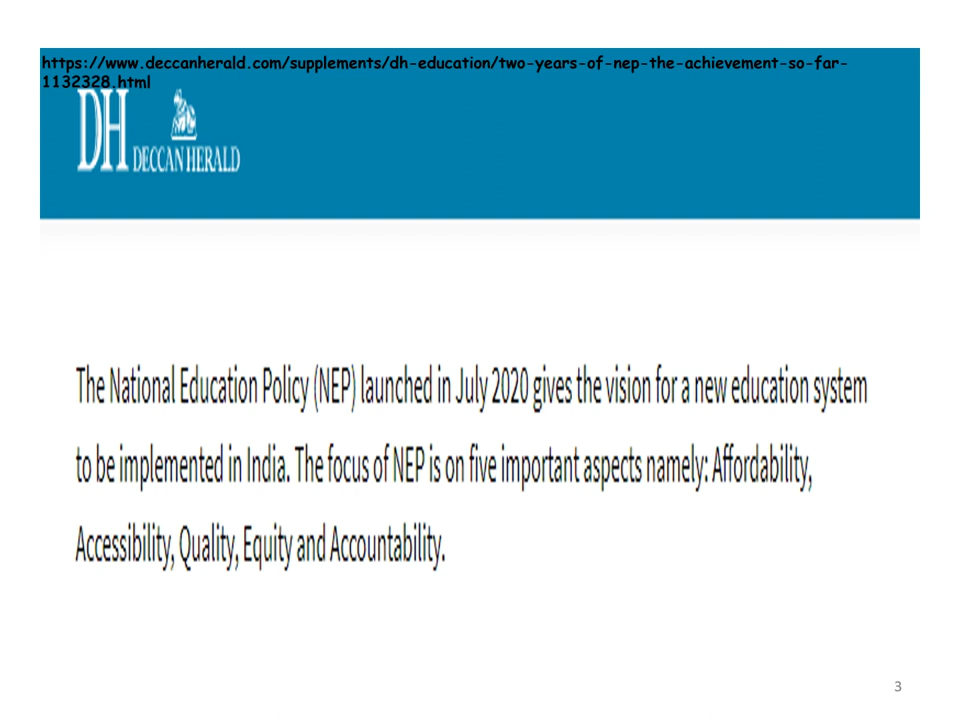 https://www.deccanherald.com/supplements/dh-education/two-years-of-nep-the-achievement-so-far-
1132328.html
DH DECCAN HERALD
The National Education Policy (NEP) launched in July 2020 gives the vision for a new education system
to be implemented in India. The focus of NEP is on five important aspects namely: Affordability,
Accessibility, Quality, Equity and Accountability.
3